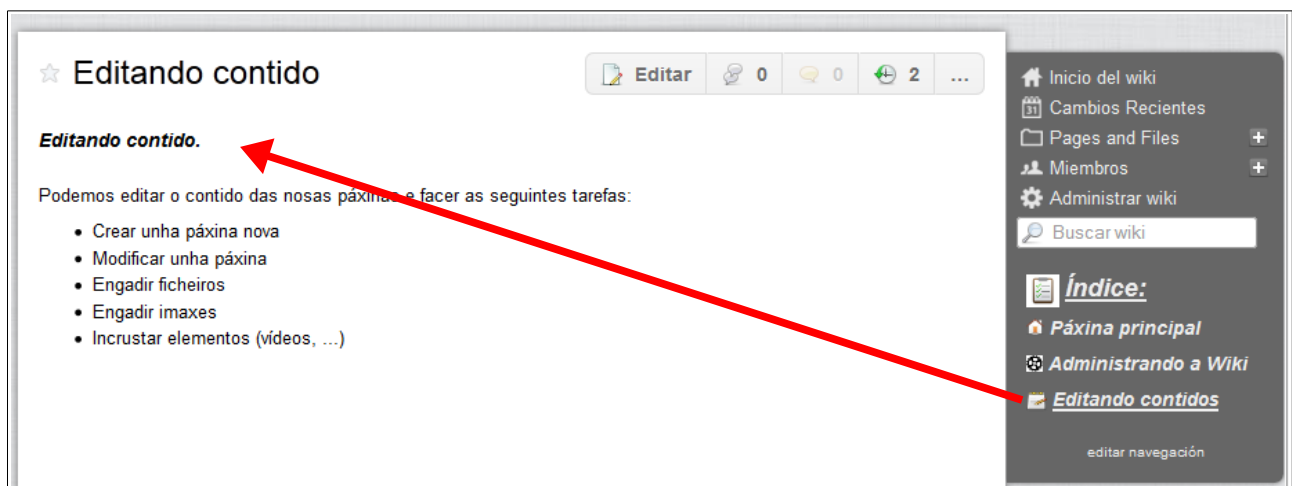 Editando contido
Editar
0
0
2
...
Editando contido.
Podemos editar o contido das nosas páxinas e facer as seguintes tarefas:
Crear unha páxina nova
Modificar unha páxina
Engadir ficheiros
Engadir imaxes
Incrustar elementos (vídeos, ...)
Inicio del wiki
31
Cambios Recientes
Pages and Files
Miembros
Administrar wiki
Buscar wiki
Índice:
Páxina principal
Administrando a Wiki
Editando contidos
editar navegación